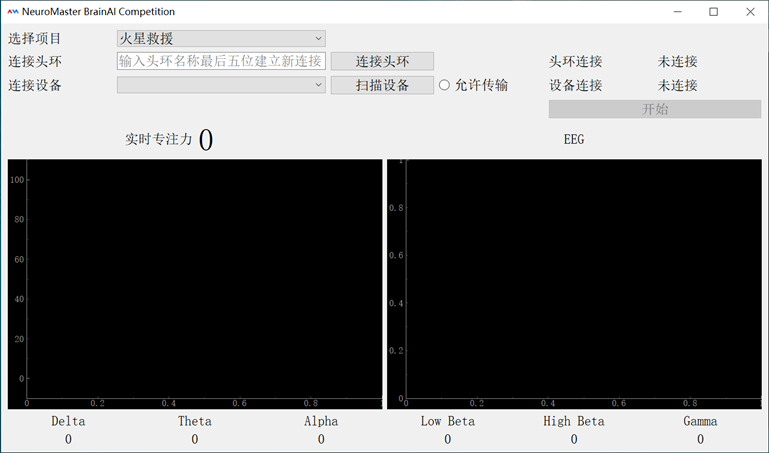 NeuroMaster BrainAI Competition
选择项目 火星救援
连接头环 输入头环名称最后五位建立新连接 连接头环 头环连接 未连接
连接设备 扫描设备 允许传输 设备连接 未连接
开始
实时专注力 0 EEG
100
80
60
40
20
0
0 0.2 0.4 0.6 0.8 1
1
0.8
0.6
0.4
0.2
0
0 0.2 0.4 0.6 0.8 1
Delta Theta Alpha Low Beta High Beta Gamma
0 0 0 0 0 0